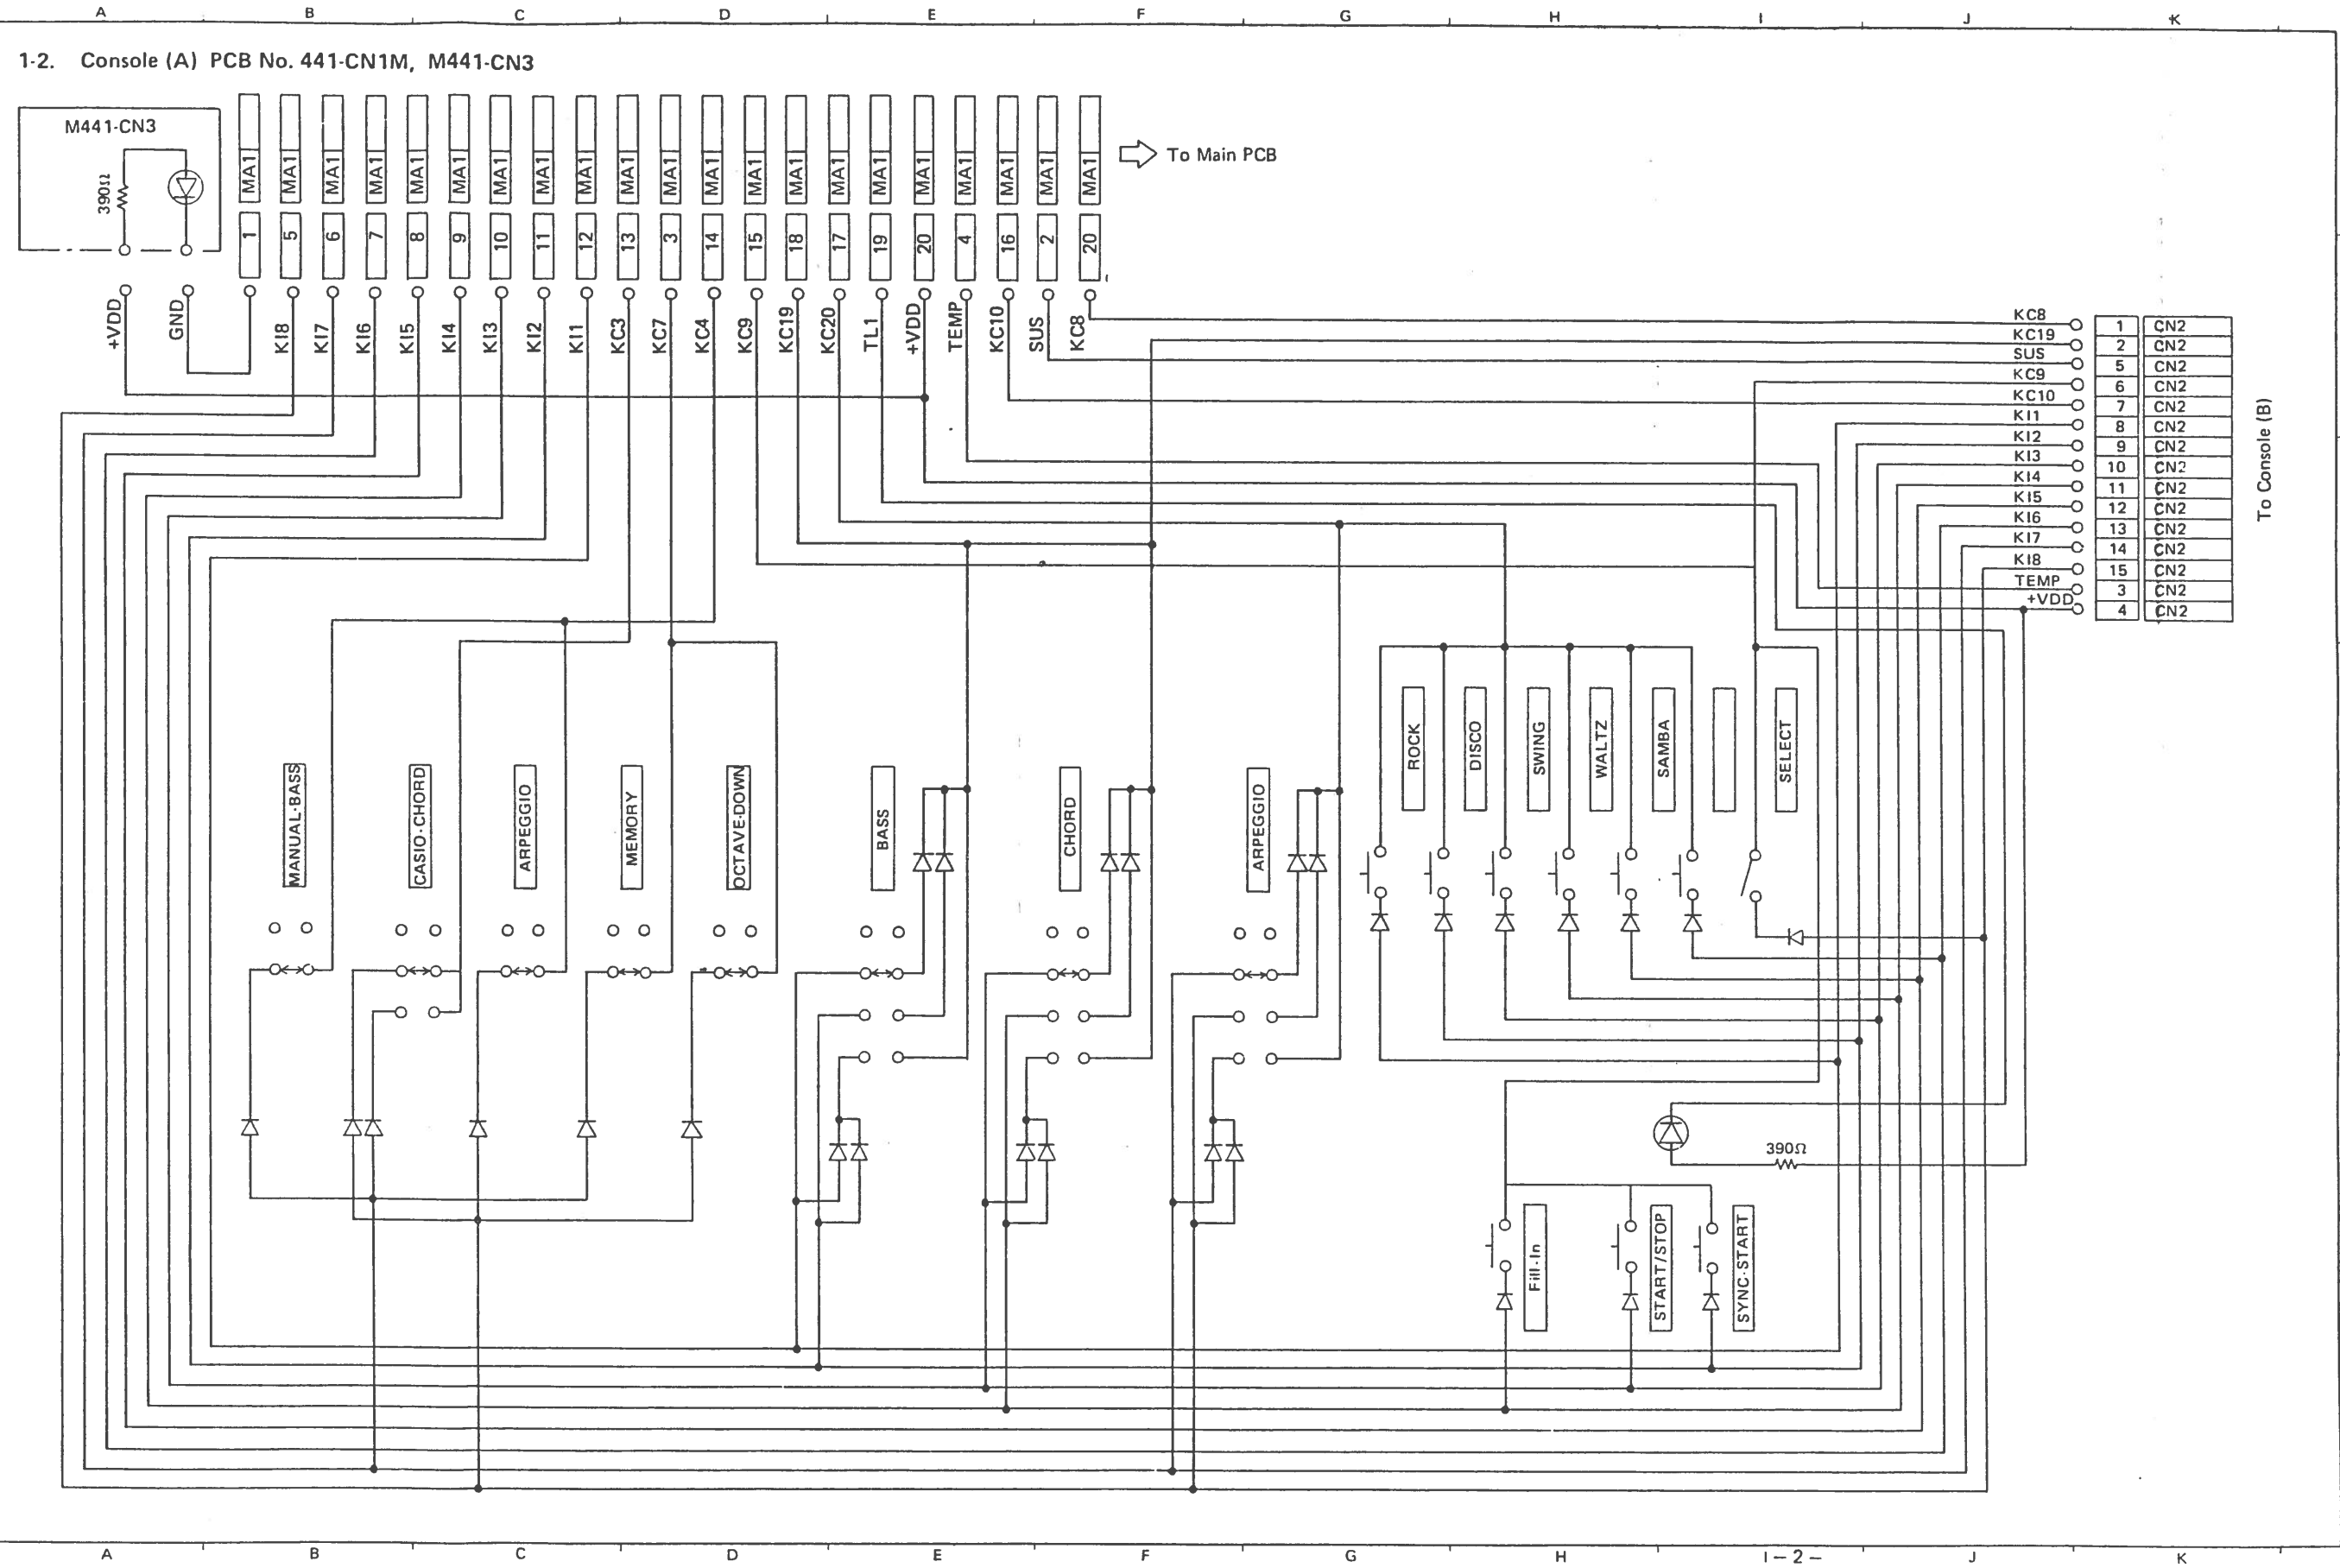 A B C D E F G H I J K
1-2. Console (A) PCB No. 441-CN1M, M441-CN3
M441-CN3
390Ω
MA1 MA1 MA1 MA1 MA1 MA1 MA1 MA1 MA1 MA1 MA1 MA1 MA1 MA1 MA1 MA1 MA1 MA1 MA1 MA1 MA1
To Main PCB
1 5 6 7 8 9 10 11 12 13 3 14 15 18 17 19 20 4 16 2 20
+VDD GND KI8 KI7 KI6 KI5 KI4 KI3 KI2 KI1 KC3 KC7 KC4 KC9 KC19 KC20 TL1 +VDD TEMP KC10 SUS KC8
KC8 1 CN2
KC19 2 CN2
SUS 5 CN2
KC9 6 CN2
KC10 7 CN2
KI1 8 CN2
KI2 9 CN2
KI3 10 CN2
KI4 11 CN2
KI5 12 CN2
KI6 13 CN2
KI7 14 CN2
KI8 15 CN2
TEMP 3 CN2
+VDD 4 CN2
To Console (B)
ROCK DISCO SWING WALTZ SAMBA SELECT
MANUAL·BASS CASIO·CHORD ARPEGGIO MEMORY OCTAVE·DOWN BASS CHORD ARPEGGIO
390Ω
Fill·In START/STOP SYNC·START
A B C D E F G H I – 2 – J K